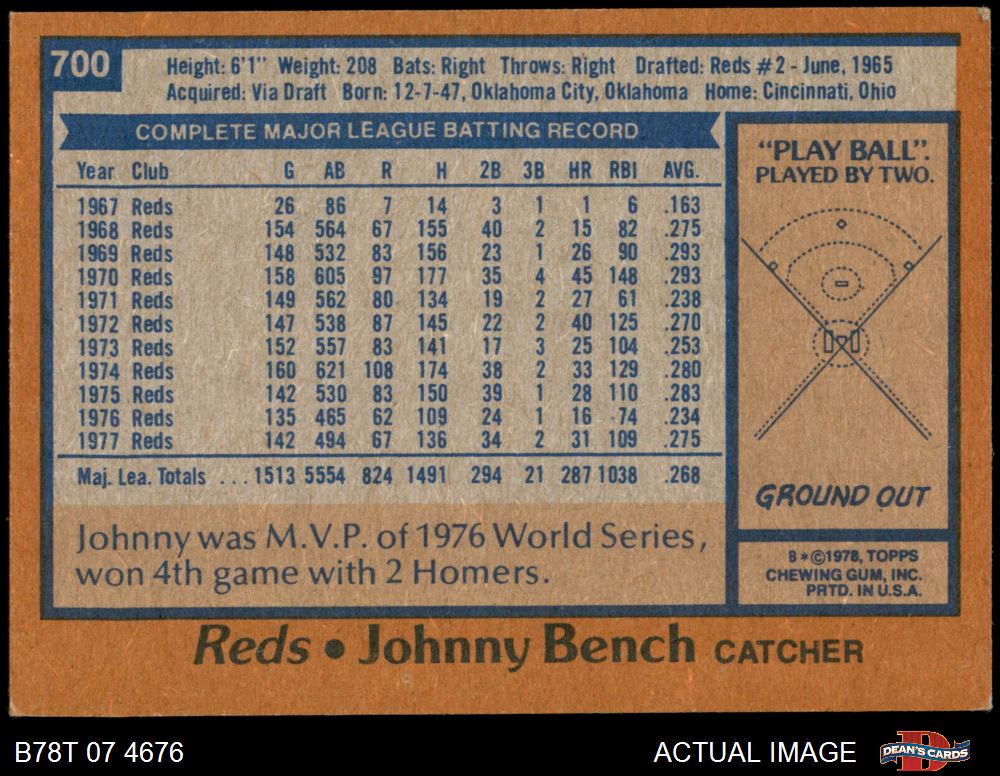 700
Height: 6'1" Weight: 208 Bats: Right Throws: Right Drafted: Reds #2 - June, 1965
Acquired: Via Draft Born: 12-7-47, Oklahoma City, Oklahoma Home: Cincinnati, Ohio
COMPLETE MAJOR LEAGUE BATTING RECORD
Year Club G AB R H 2B 3B HR RBI AVG.
1967 Reds 26 86 7 14 3 1 1 6 .163
1968 Reds 154 564 67 155 40 2 15 82 .275
1969 Reds 148 532 83 156 23 1 26 90 .293
1970 Reds 158 605 97 177 35 4 45 148 .293
1971 Reds 149 562 80 134 19 2 27 61 .238
1972 Reds 147 538 87 145 22 2 40 125 .270
1973 Reds 152 557 83 141 17 3 25 104 .253
1974 Reds 160 621 108 174 38 2 33 129 .280
1975 Reds 142 530 83 150 39 1 28 110 .283
1976 Reds 135 465 62 109 24 1 16 74 .234
1977 Reds 142 494 67 136 34 2 31 109 .275
Maj. Lea. Totals ... 1513 5554 824 1491 294 21 287 1038 .268
Johnny was M.V.P. of 1976 World Series,
won 4th game with 2 Homers.
"PLAY BALL".
PLAYED BY TWO.
GROUND OUT
B*©1978, TOPPS
CHEWING GUM, INC.
PRTD. IN U.S.A.
Reds • Johnny Bench CATCHER
B78T 07 4676
ACTUAL IMAGE
DEAN'S CARDS